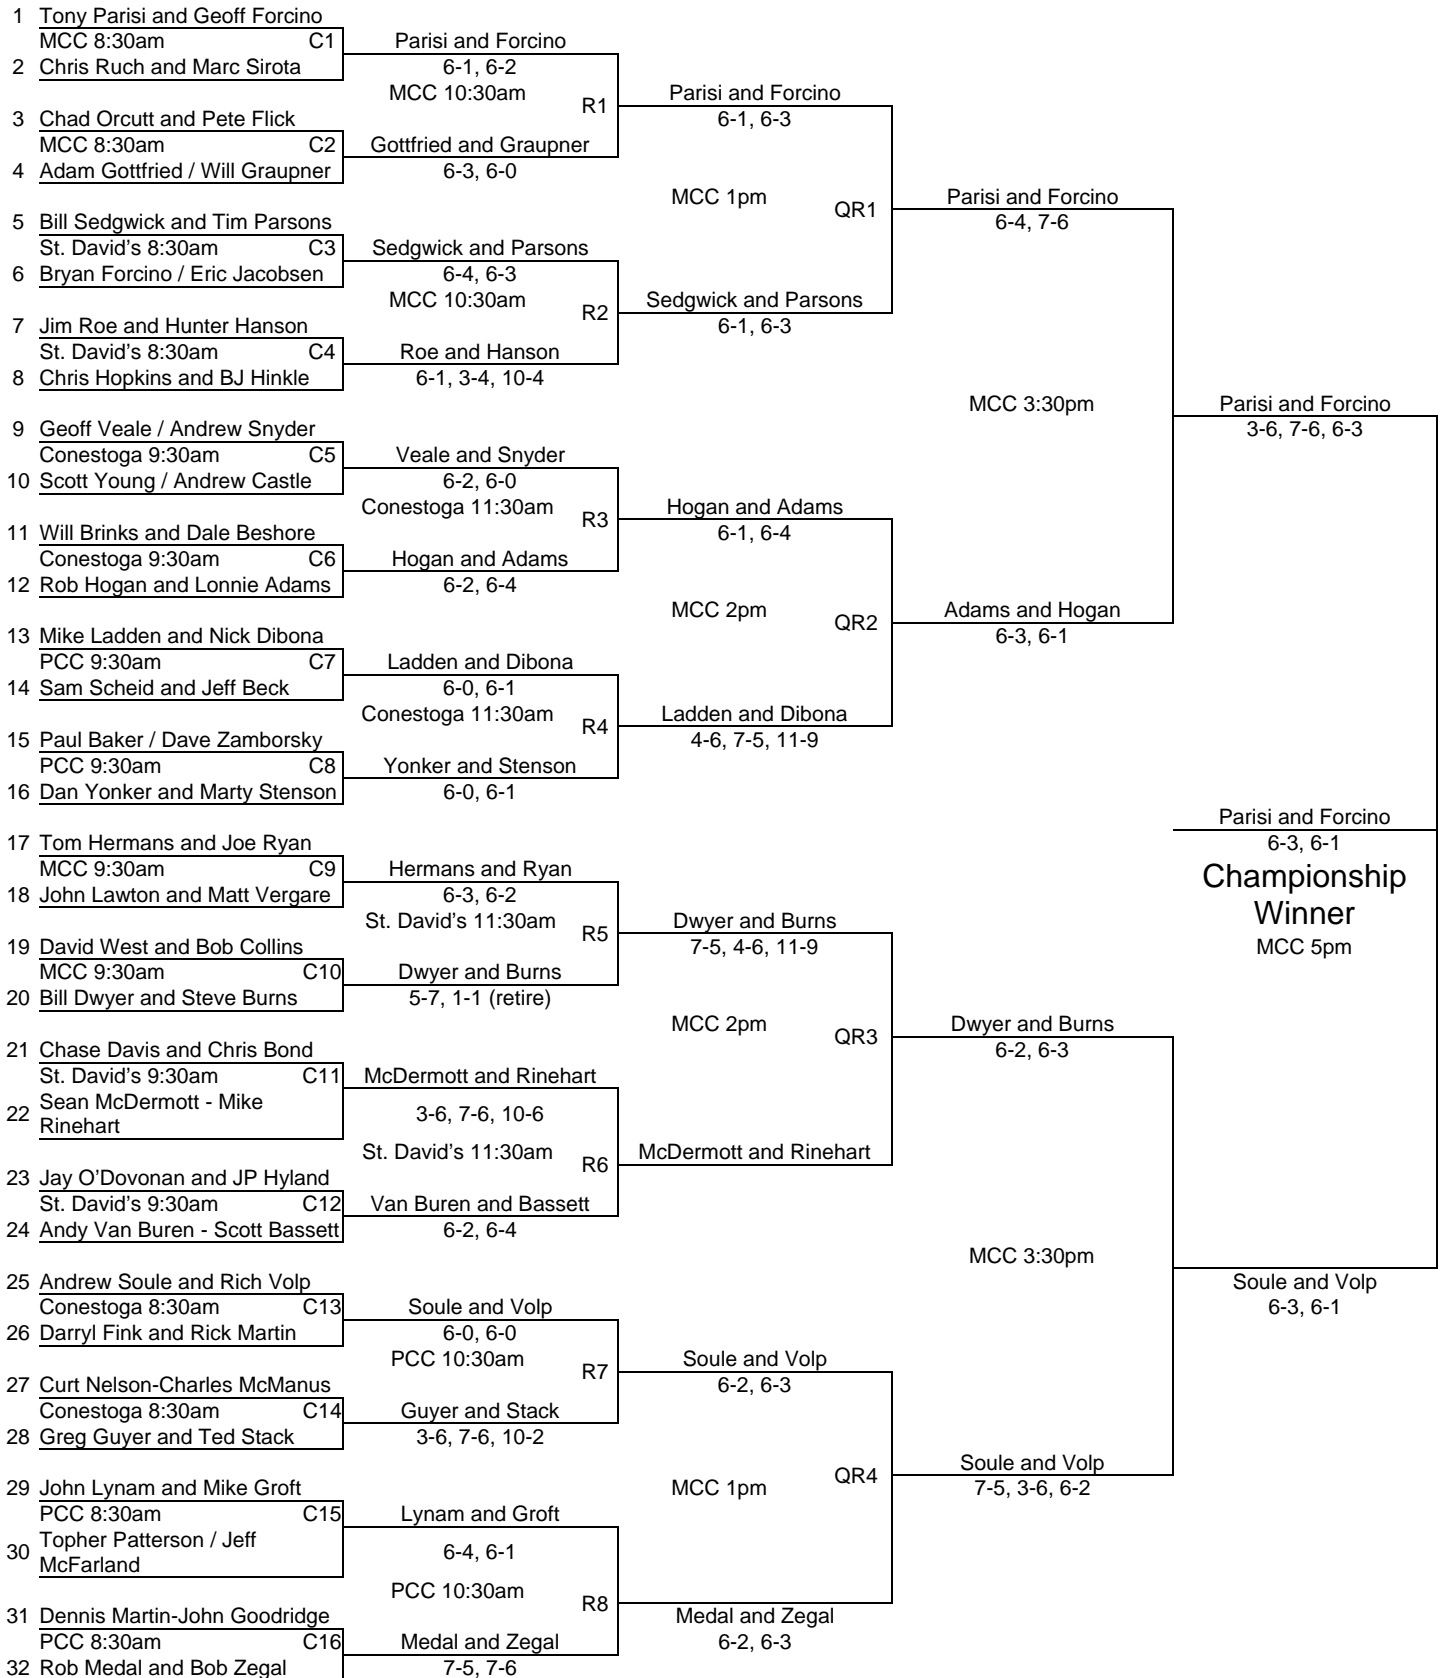 1 Tony Parisi and Geoff Forcino
MCC 8:30am C1
2 Chris Ruch and Marc Sirota
3 Chad Orcutt and Pete Flick
MCC 8:30am C2
4 Adam Gottfried / Will Graupner
5 Bill Sedgwick and Tim Parsons
St. David's 8:30am C3
6 Bryan Forcino / Eric Jacobsen
7 Jim Roe and Hunter Hanson
St. David's 8:30am C4
8 Chris Hopkins and BJ Hinkle
9 Geoff Veale / Andrew Snyder
Conestoga 9:30am C5
10 Scott Young / Andrew Castle
11 Will Brinks and Dale Beshore
Conestoga 9:30am C6
12 Rob Hogan and Lonnie Adams
13 Mike Ladden and Nick Dibona
PCC 9:30am C7
14 Sam Scheid and Jeff Beck
15 Paul Baker / Dave Zamborsky
PCC 9:30am C8
16 Dan Yonker and Marty Stenson
17 Tom Hermans and Joe Ryan
MCC 9:30am C9
18 John Lawton and Matt Vergare
19 David West and Bob Collins
MCC 9:30am C10
20 Bill Dwyer and Steve Burns
21 Chase Davis and Chris Bond
St. David's 9:30am C11
22 Sean McDermott - Mike
Rinehart
23 Jay O'Dovonan and JP Hyland
St. David's 9:30am C12
24 Andy Van Buren - Scott Bassett
25 Andrew Soule and Rich Volp
Conestoga 8:30am C13
26 Darryl Fink and Rick Martin
27 Curt Nelson-Charles McManus
Conestoga 8:30am C14
28 Greg Guyer and Ted Stack
29 John Lynam and Mike Groft
PCC 8:30am C15
30 Topher Patterson / Jeff
McFarland
31 Dennis Martin-John Goodridge
PCC 8:30am C16
32 Rob Medal and Bob Zegal
Parisi and Forcino
6-1, 6-2
MCC 10:30am R1
Gottfried and Graupner
6-3, 6-0
Sedgwick and Parsons
6-4, 6-3
MCC 10:30am R2
Roe and Hanson
6-1, 3-4, 10-4
Veale and Snyder
6-2, 6-0
Conestoga 11:30am R3
Hogan and Adams
6-2, 6-4
Ladden and Dibona
6-0, 6-1
Conestoga 11:30am R4
Yonker and Stenson
6-0, 6-1
Hermans and Ryan
6-3, 6-2
St. David's 11:30am R5
Dwyer and Burns
5-7, 1-1 (retire)
McDermott and Rinehart
3-6, 7-6, 10-6
St. David's 11:30am R6
Van Buren and Bassett
6-2, 6-4
Soule and Volp
6-0, 6-0
PCC 10:30am R7
Guyer and Stack
3-6, 7-6, 10-2
Lynam and Groft
6-4, 6-1
PCC 10:30am R8
Medal and Zegal
7-5, 7-6
Parisi and Forcino
6-1, 6-3
MCC 1pm QR1
Sedgwick and Parsons
6-1, 6-3
Hogan and Adams
6-1, 6-4
MCC 2pm QR2
Ladden and Dibona
4-6, 7-5, 11-9
Dwyer and Burns
7-5, 4-6, 11-9
MCC 2pm QR3
McDermott and Rinehart
Soule and Volp
6-2, 6-3
MCC 1pm QR4
Medal and Zegal
6-2, 6-3
Parisi and Forcino
6-4, 7-6
MCC 3:30pm
Adams and Hogan
6-3, 6-1
Dwyer and Burns
6-2, 6-3
MCC 3:30pm
Soule and Volp
7-5, 3-6, 6-2
Parisi and Forcino
3-6, 7-6, 6-3
Parisi and Forcino
6-3, 6-1
Championship
Winner
MCC 5pm
Soule and Volp
6-3, 6-1